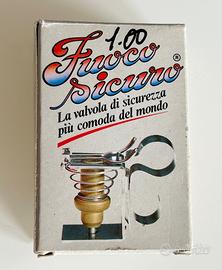 1.00
Fuoco
sicuro®
La valvola di sicurezza
più comoda del mondo